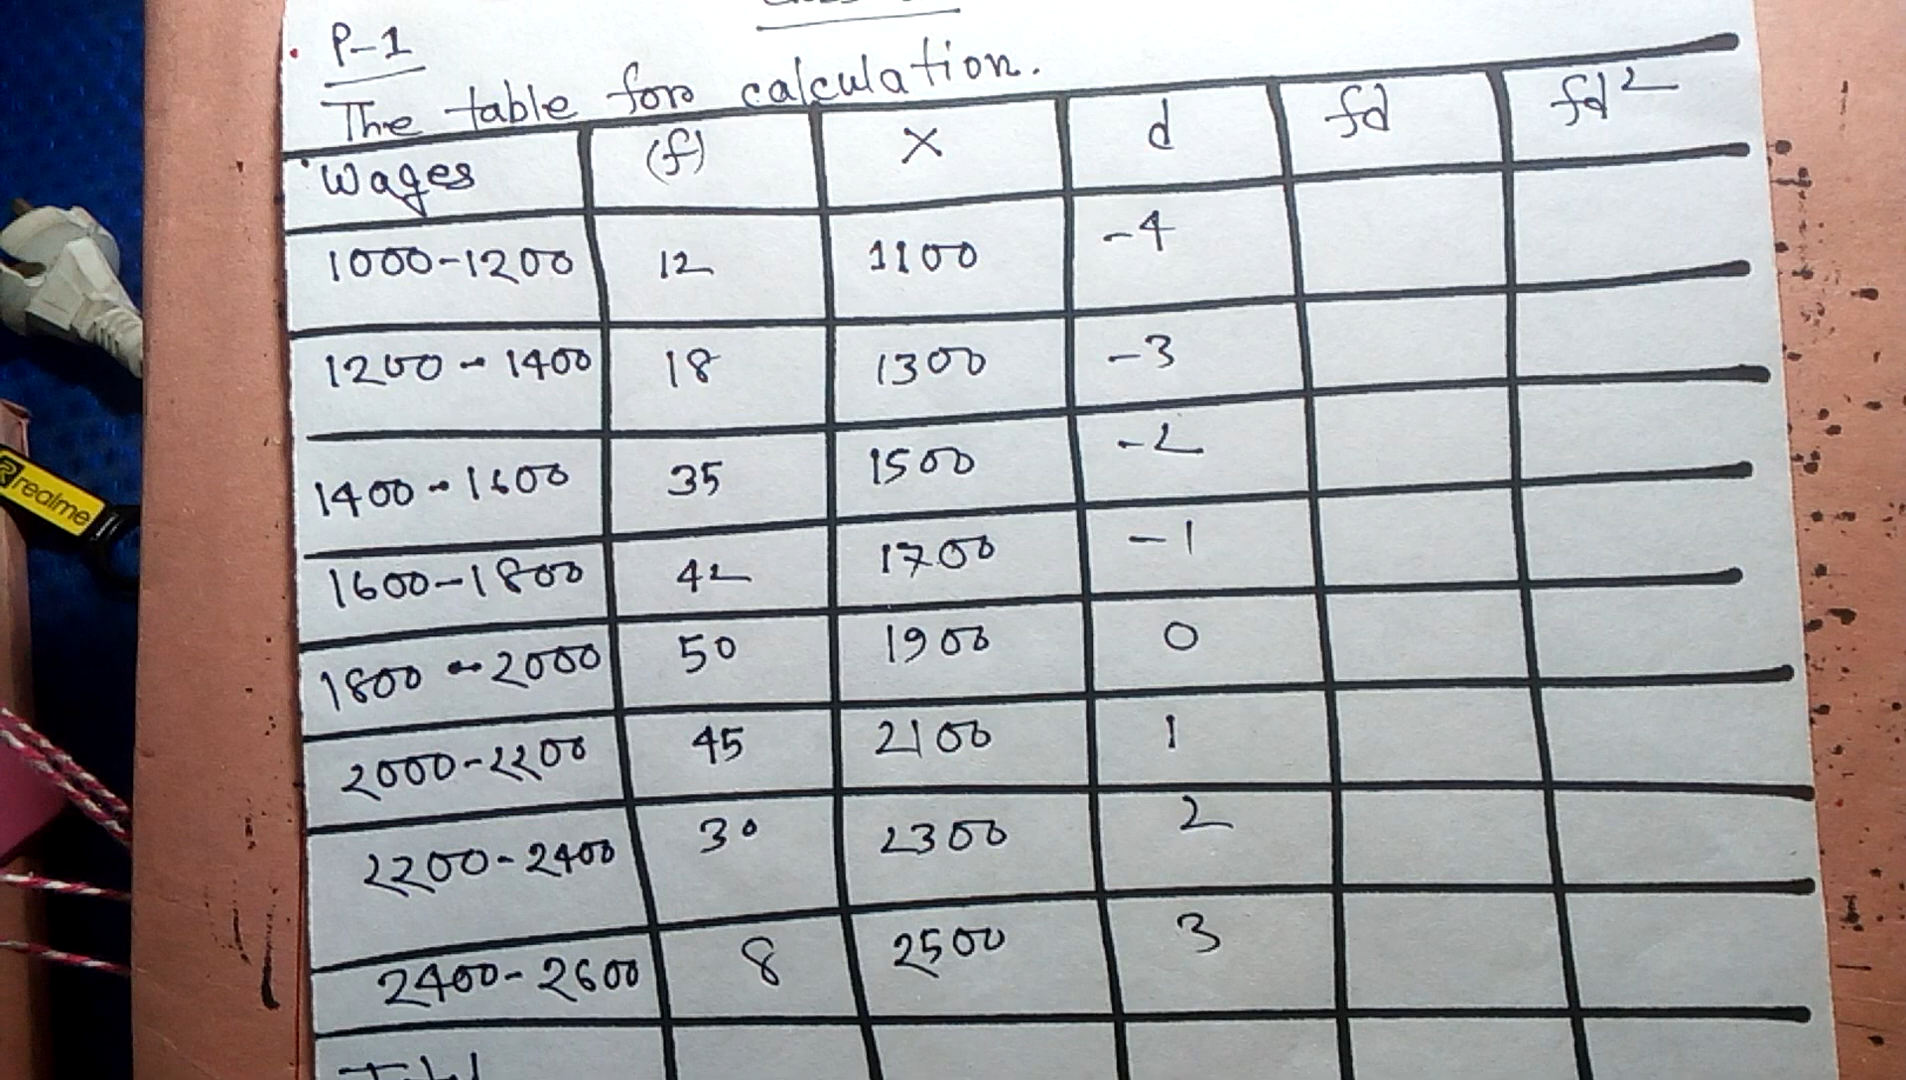 P-1
The table for calculation.
Wages (f) x d fd fd²
1000-1200 12 1100 -4
1200-1400 18 1300 -3
1400-1600 35 1500 -2
1600-1800 42 1700 -1
1800-2000 50 1900 0
2000-2200 45 2100 1
2200-2400 30 2300 2
2400-2600 8 2500 3
realme